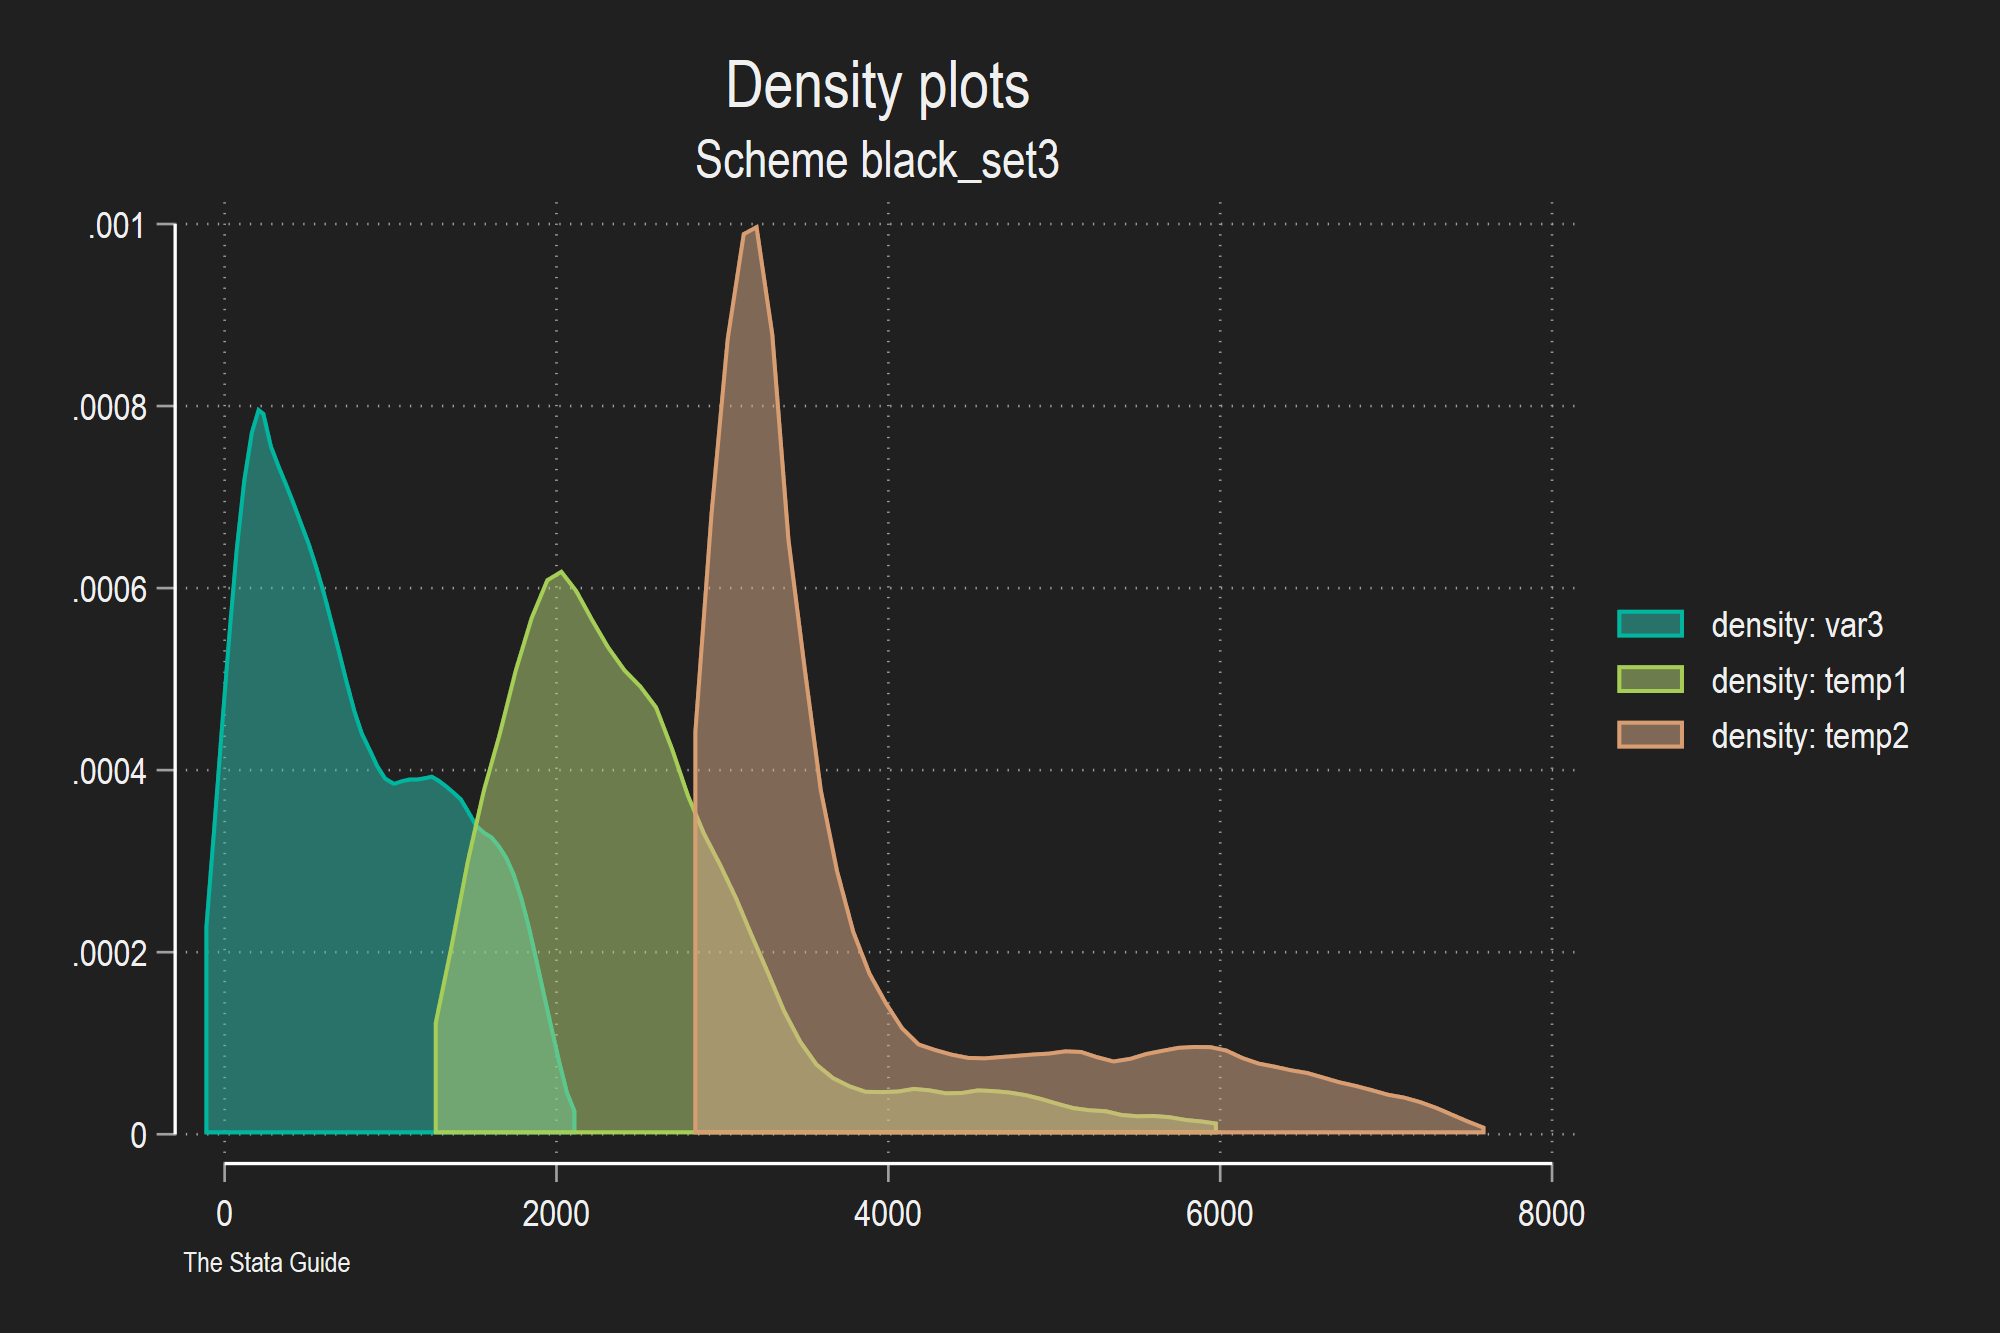 Density plots
Scheme black_set3
.001
.0008
.0006
.0004
.0002
0
0 2000 4000 6000 8000
density: var3
density: temp1
density: temp2
The Stata Guide